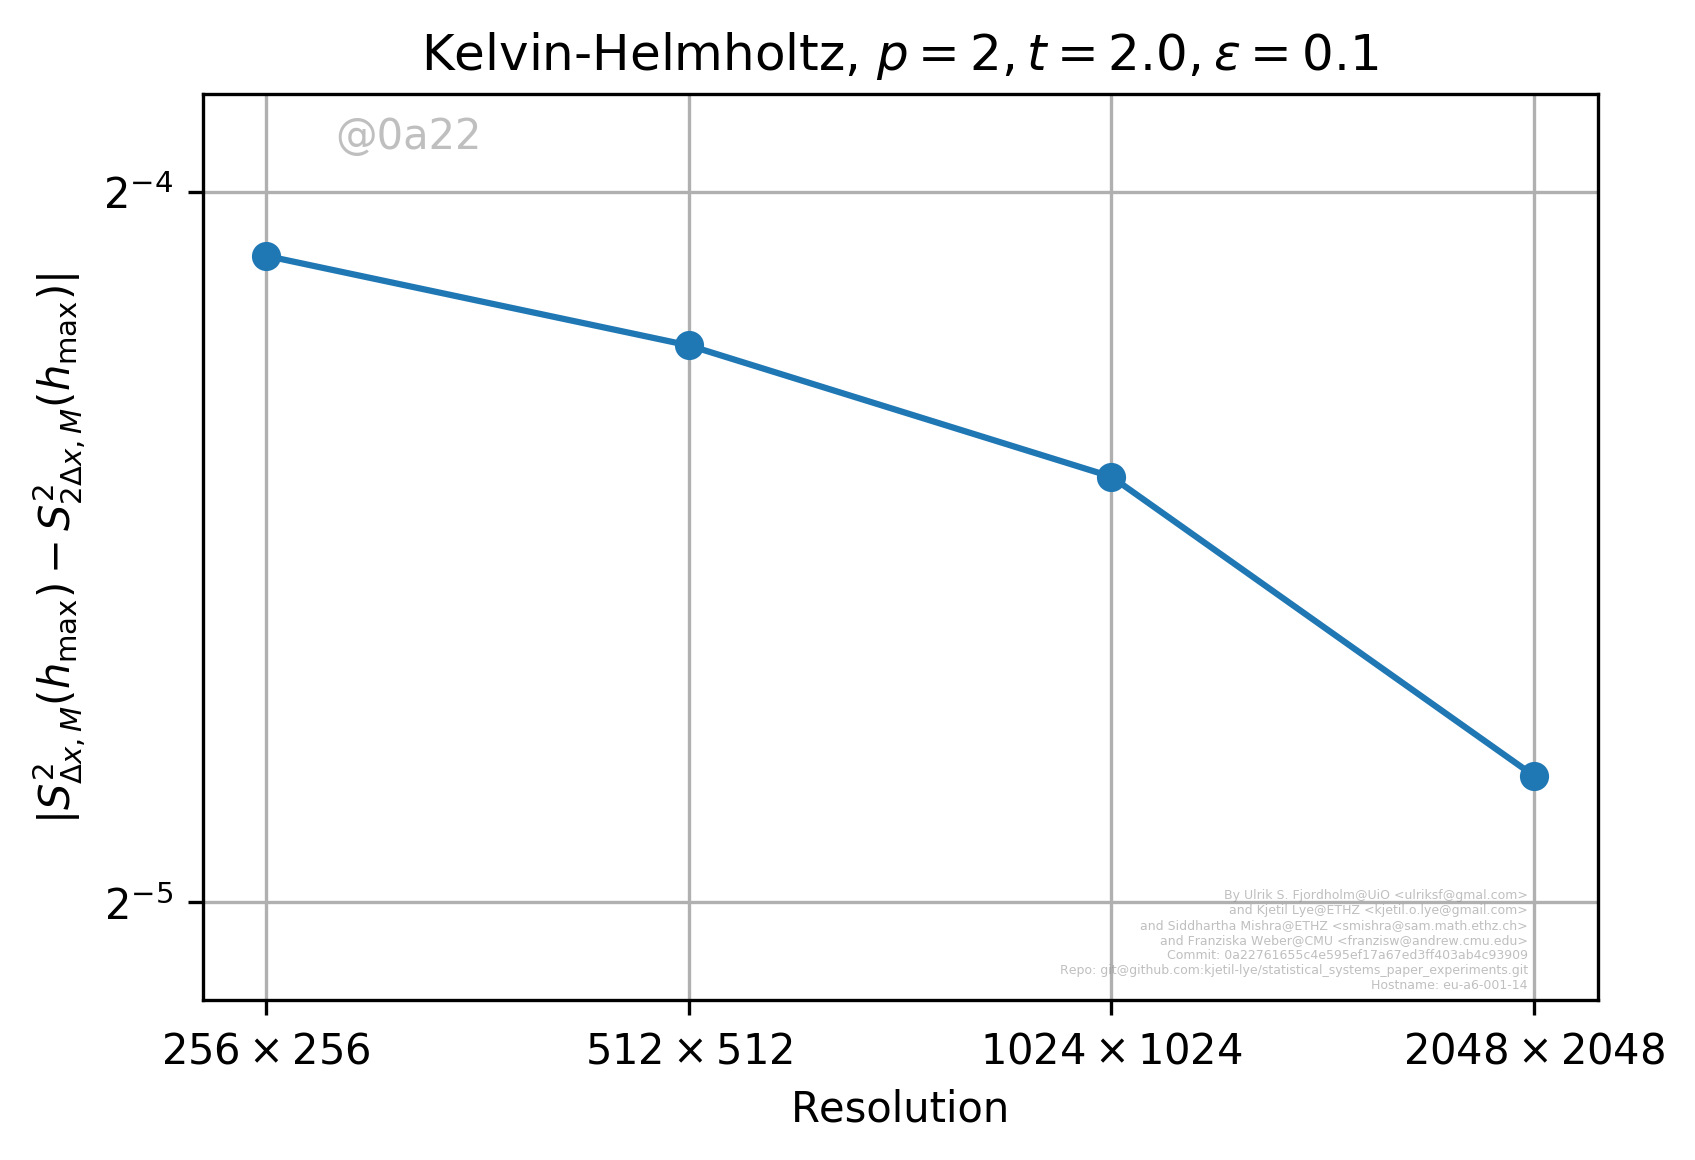 Kelvin-Helmholtz, p = 2, t = 2.0, ε = 0.1
@0a22
2⁻⁴
2⁻⁵
|S²_{Δx, M}(h_max) − S²_{2Δx, M}(h_max)|
By Ulrik S. Fjordholm@UiO <ulriksf@gmal.com>
and Kjetil Lye@ETHZ <kjetil.o.lye@gmail.com>
and Siddhartha Mishra@ETHZ <smishra@sam.math.ethz.ch>
and Franziska Weber@CMU <franzisw@andrew.cmu.edu>
Commit: 0a22761655c4e595ef17a67ed3ff403ab4c93909
Repo: git@github.com:kjetil-lye/statistical_systems_paper_experiments.git
Hostname: eu-a6-001-14
256 × 256 512 × 512 1024 × 1024 2048 × 2048
Resolution